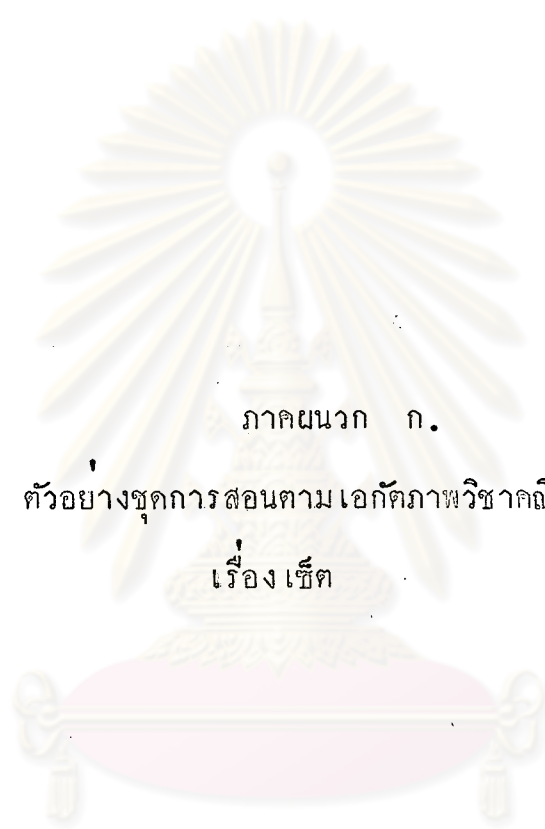 ภาคผนวก ก.
ตัวอย่างชุดการสอนตามเอกัตภาพวิชาคณิ
เรื่องเซ็ต